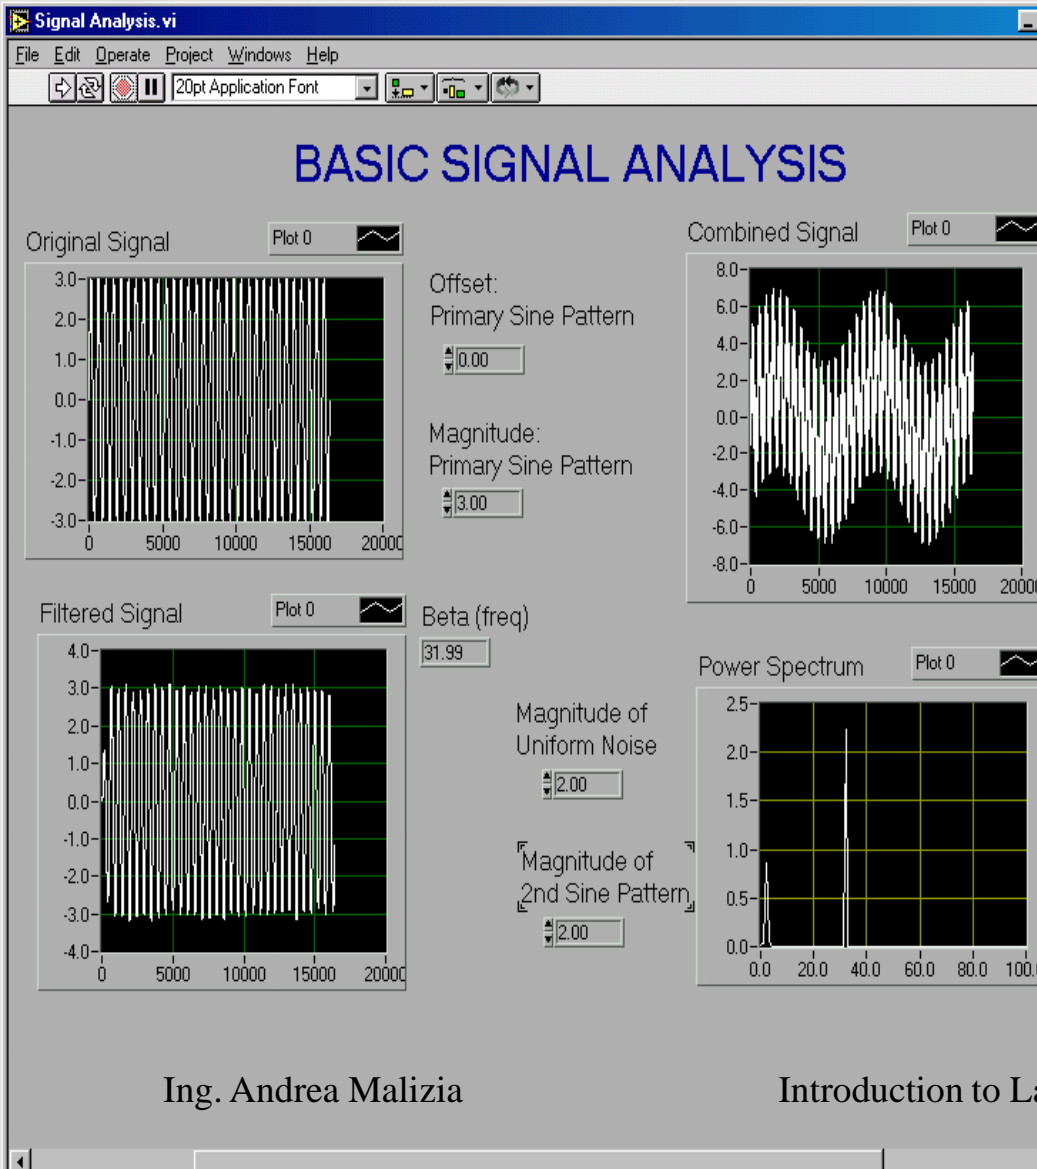 Signal Analysis.vi
File Edit Operate Project Windows Help
20pt Application Font
BASIC SIGNAL ANALYSIS
Original Signal
Plot 0
3.0
2.0
1.0
0.0
-1.0
-2.0
-3.0
0 5000 10000 15000 20000
Offset:
Primary Sine Pattern
0.00
Magnitude:
Primary Sine Pattern
3.00
Combined Signal
Plot 0
8.0
6.0
4.0
2.0
0.0
-2.0
-4.0
-6.0
-8.0
0 5000 10000 15000 2000
Filtered Signal
Plot 0
4.0
3.0
2.0
1.0
0.0
-1.0
-2.0
-3.0
-4.0
0 5000 10000 15000 20000
Beta (freq)
31.99
Magnitude of
Uniform Noise
2.00
Magnitude of
2nd Sine Pattern
2.00
Power Spectrum
Plot 0
2.5
2.0
1.5
1.0
0.5
0.0
0.0 20.0 40.0 60.0 80.0 100.
Ing. Andrea Malizia
Introduction to La